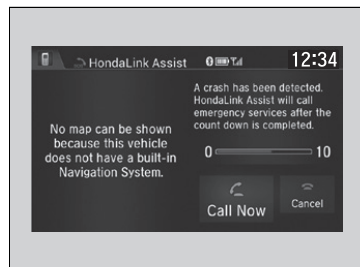 HondaLink Assist
12:34
No map can be shown
because this vehicle
does not have a built-in
Navigation System.
A crash has been detected.
HondaLink Assist will call
emergency services after the
count down is completed.
0 10
Call Now
Cancel